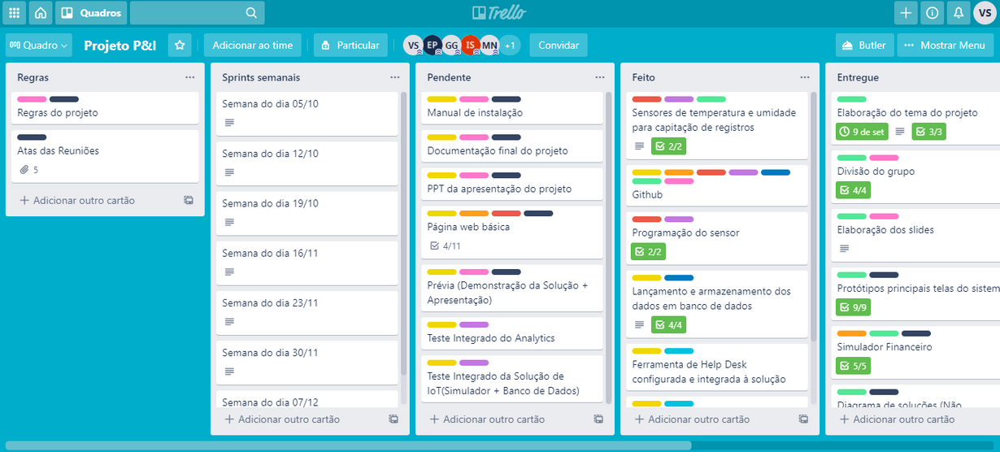 Quadros
Trello
VS
Quadro
Projeto P&I
Adicionar ao time
Particular
VS EP GG IS MN +1
Convidar
Butler
Mostrar Menu
Regras
Regras do projeto
Atas das Reuniões
5
Adicionar outro cartão
Sprints semanais
Semana do dia 05/10
Semana do dia 12/10
Semana do dia 19/10
Semana do dia 16/11
Semana do dia 23/11
Semana do dia 30/11
Semana do dia 07/12
Adicionar outro cartão
Pendente
Manual de instalação
Documentação final do projeto
PPT da apresentação do projeto
Página web básica
4/11
Prévia (Demonstração da Solução +
Apresentação)
Teste Integrado do Analytics
Teste Integrado da Solução de
IoT(Simulador + Banco de Dados)
Adicionar outro cartão
Feito
Sensores de temperatura e umidade
para capitação de registros
2/2
Github
Programação do sensor
2/2
Lançamento e armazenamento dos
dados em banco de dados
4/4
Ferramenta de Help Desk
configurada e integrada à solução
Adicionar outro cartão
Entregue
Elaboração do tema do projeto
9 de set
3/3
Divisão do grupo
4/4
Elaboração dos slides
Protótipos principais telas do sistem
9/9
Simulador Financeiro
5/5
Diagrama de soluções (Não
Adicionar outro cartão